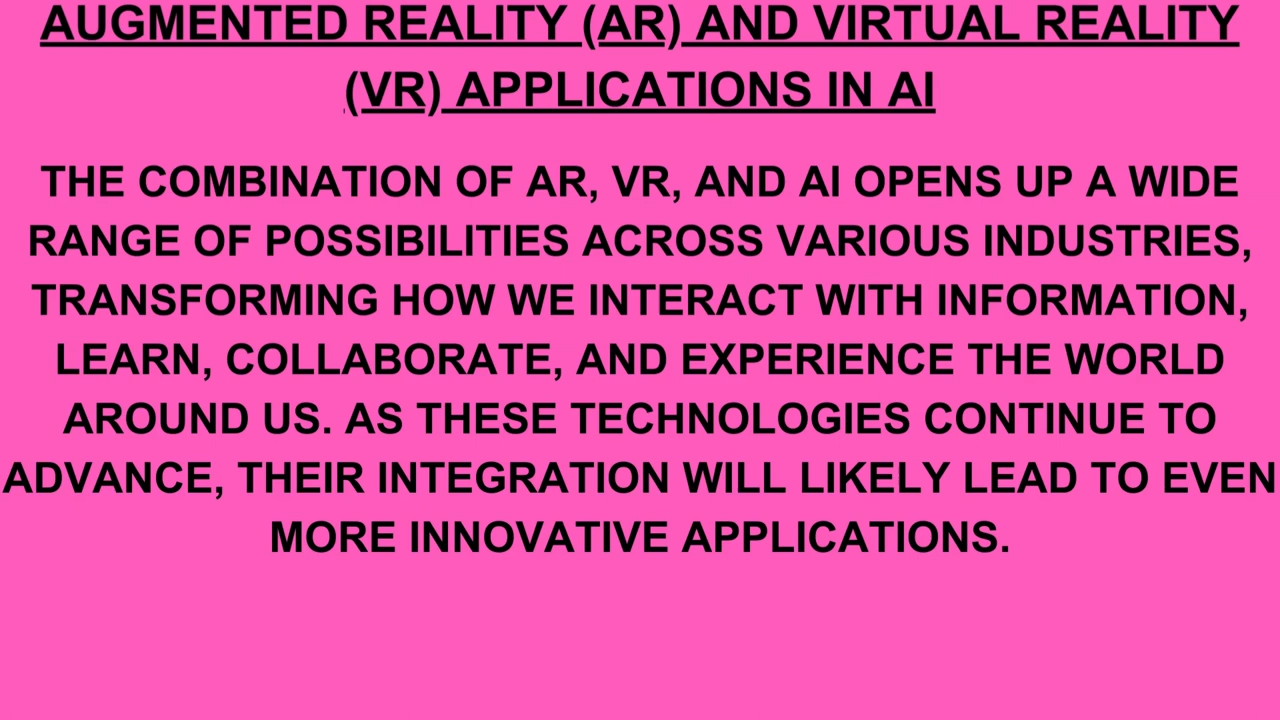 AUGMENTED REALITY (AR) AND VIRTUAL REALITY
(VR) APPLICATIONS IN AI
THE COMBINATION OF AR, VR, AND AI OPENS UP A WIDE
RANGE OF POSSIBILITIES ACROSS VARIOUS INDUSTRIES,
TRANSFORMING HOW WE INTERACT WITH INFORMATION,
LEARN, COLLABORATE, AND EXPERIENCE THE WORLD
AROUND US. AS THESE TECHNOLOGIES CONTINUE TO
ADVANCE, THEIR INTEGRATION WILL LIKELY LEAD TO EVEN
MORE INNOVATIVE APPLICATIONS.